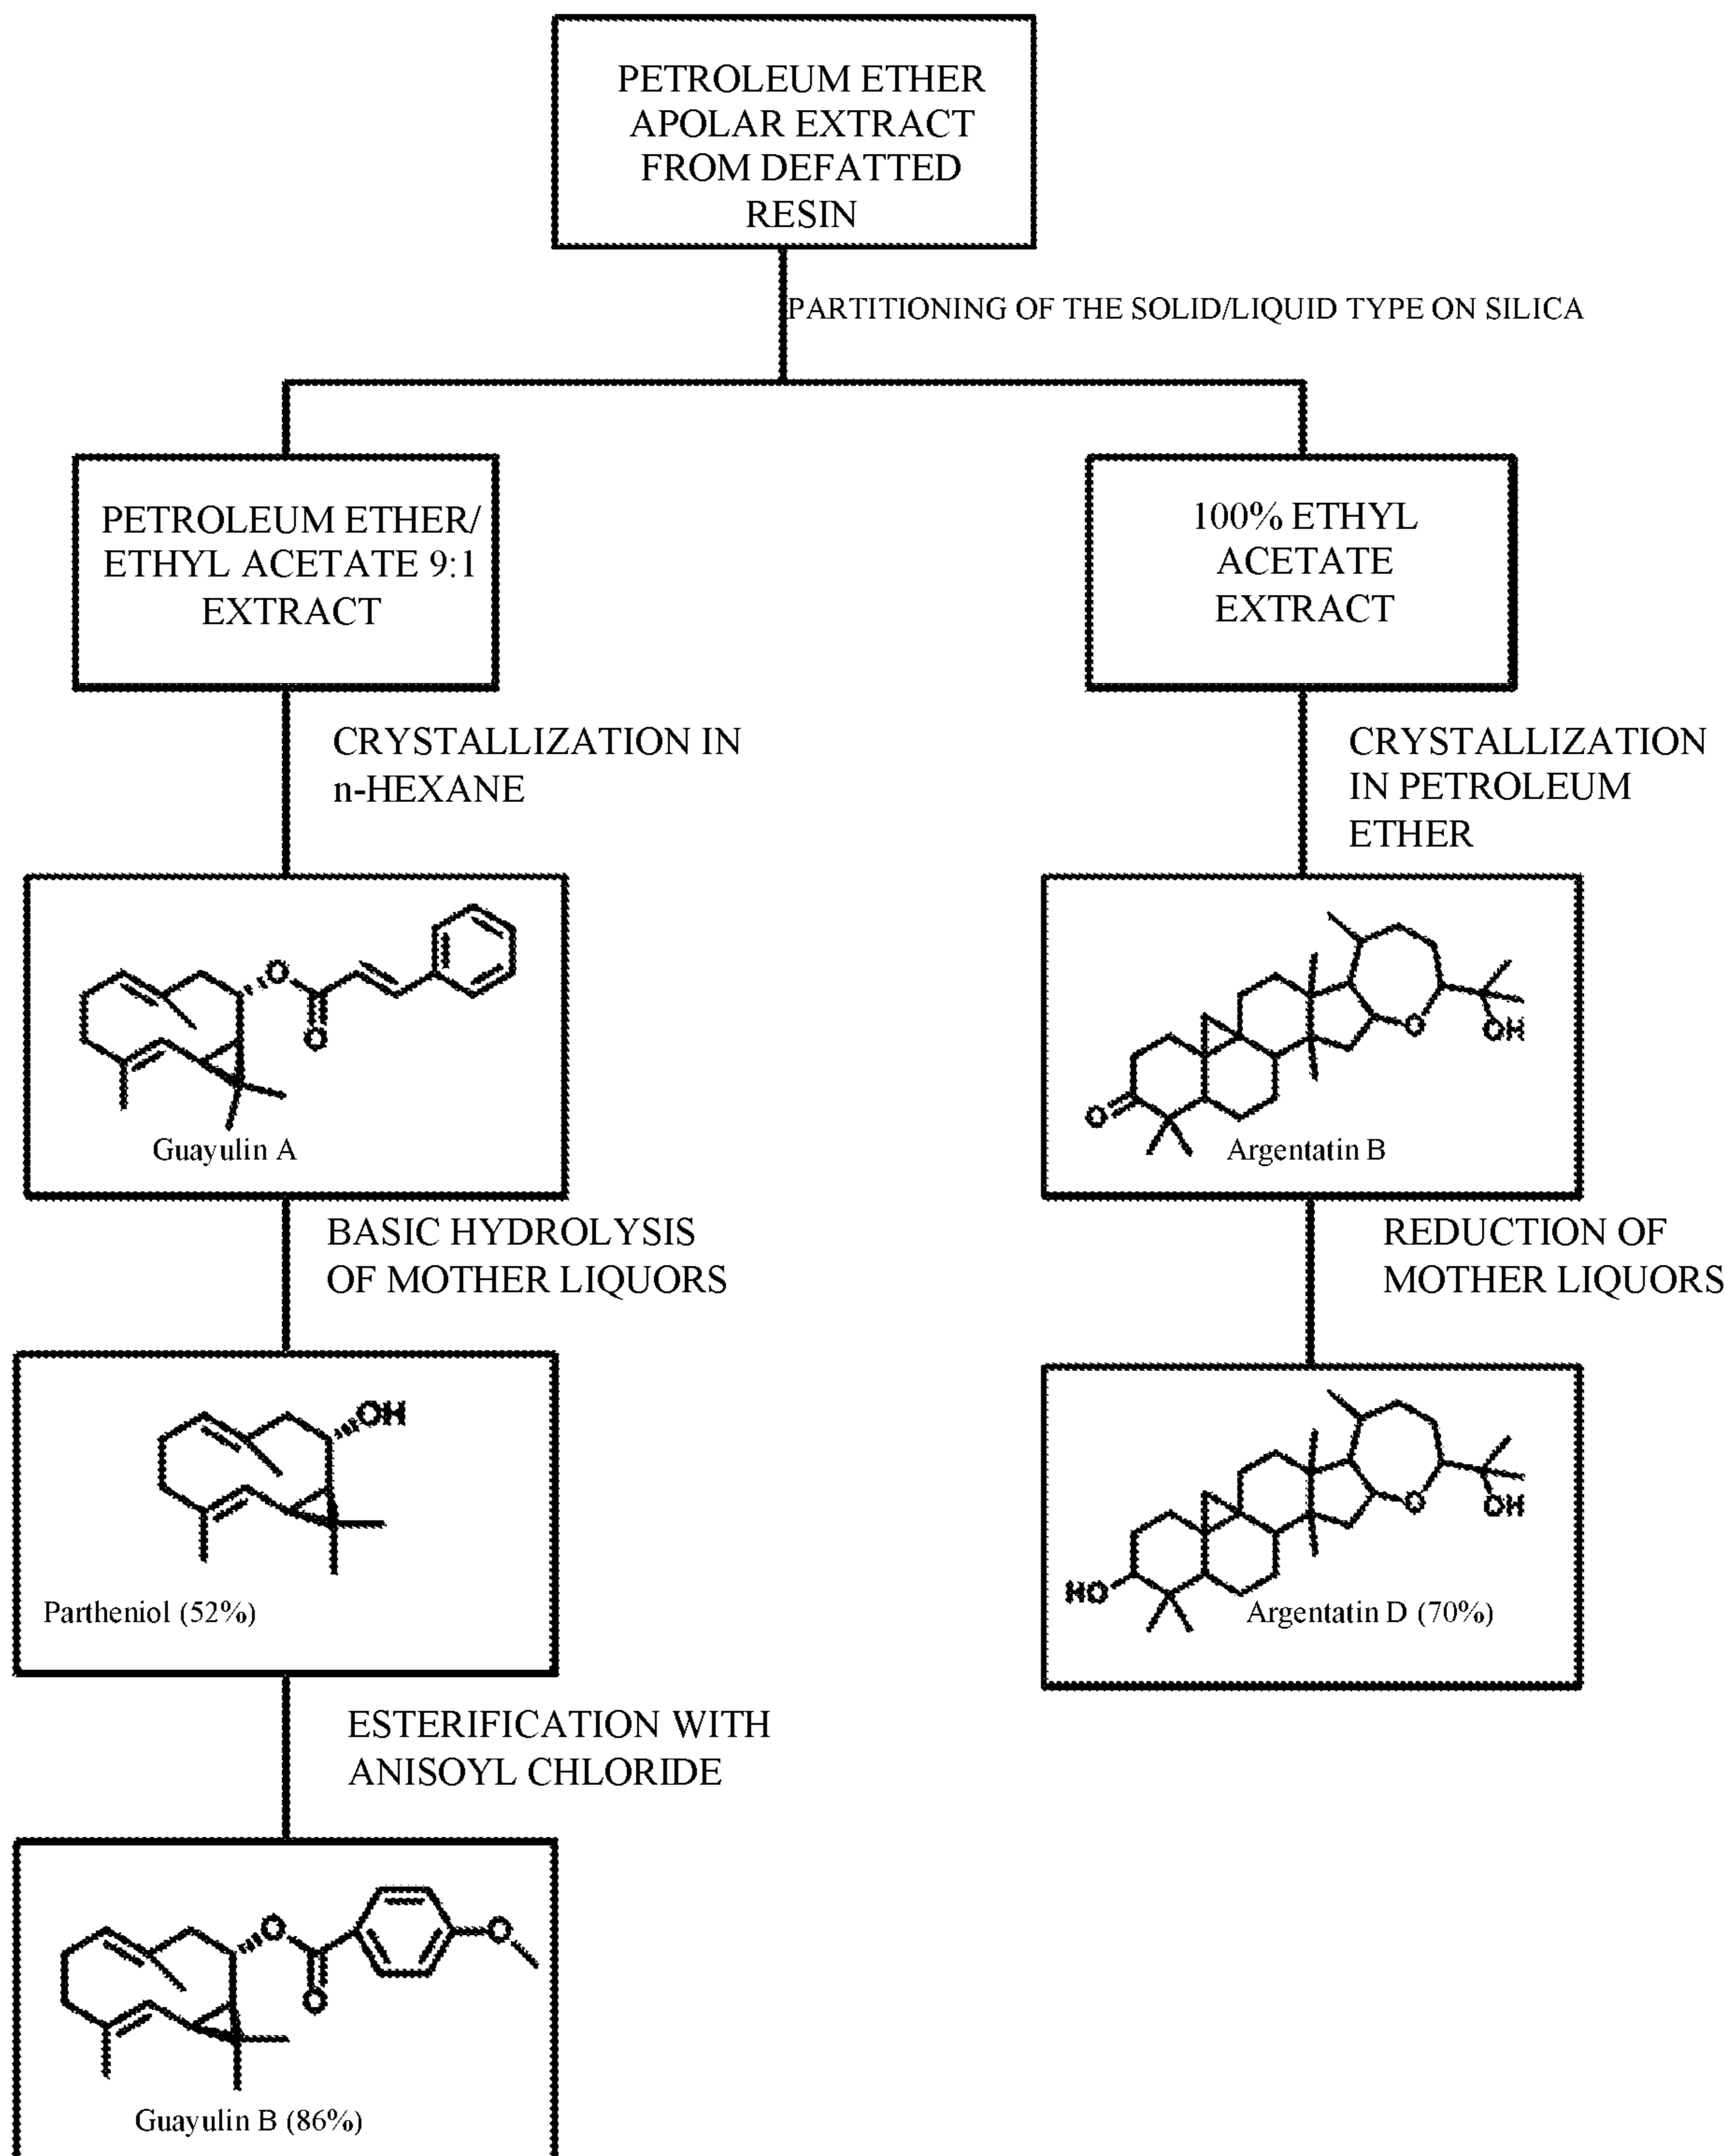 PETROLEUM ETHER
APOLAR EXTRACT
FROM DEFATTED
RESIN
PARTITIONING OF THE SOLID/LIQUID TYPE ON SILICA
PETROLEUM ETHER/
ETHYL ACETATE 9:1
EXTRACT
100% ETHYL
ACETATE
EXTRACT
CRYSTALLIZATION IN
n-HEXANE
CRYSTALLIZATION
IN PETROLEUM
ETHER
O
O
Guayulin A
O
OH
O
Argentatin B
BASIC HYDROLYSIS
OF MOTHER LIQUORS
REDUCTION OF
MOTHER LIQUORS
OH
Partheniol (52%)
O
OH
HO
Argentatin D (70%)
ESTERIFICATION WITH
ANISOYL CHLORIDE
O
O
O
Guayulin B (86%)